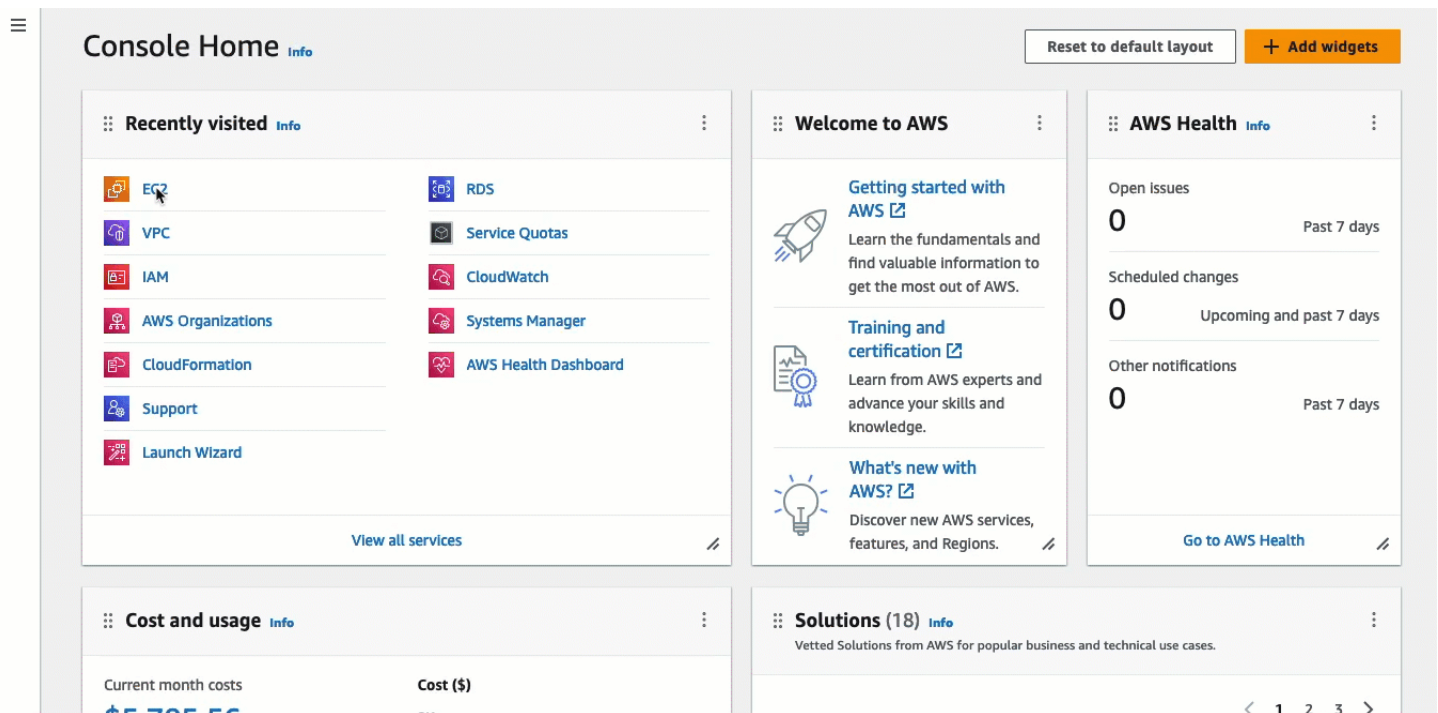 Console Home Info
Reset to default layout
+ Add widgets
Recently visited Info
EC2
VPC
IAM
AWS Organizations
CloudFormation
Support
Launch Wizard
RDS
Service Quotas
CloudWatch
Systems Manager
AWS Health Dashboard
View all services
Welcome to AWS
Getting started with
AWS
Learn the fundamentals and
find valuable information to
get the most out of AWS.
Training and
certification
Learn from AWS experts and
advance your skills and
knowledge.
What's new with
AWS?
Discover new AWS services,
features, and Regions.
AWS Health Info
Open issues
0 Past 7 days
Scheduled changes
0 Upcoming and past 7 days
Other notifications
0 Past 7 days
Go to AWS Health
Cost and usage Info
Current month costs
Cost ($)
Solutions (18) Info
Vetted Solutions from AWS for popular business and technical use cases.
1 2 3